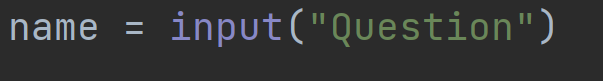 name = input("Question")